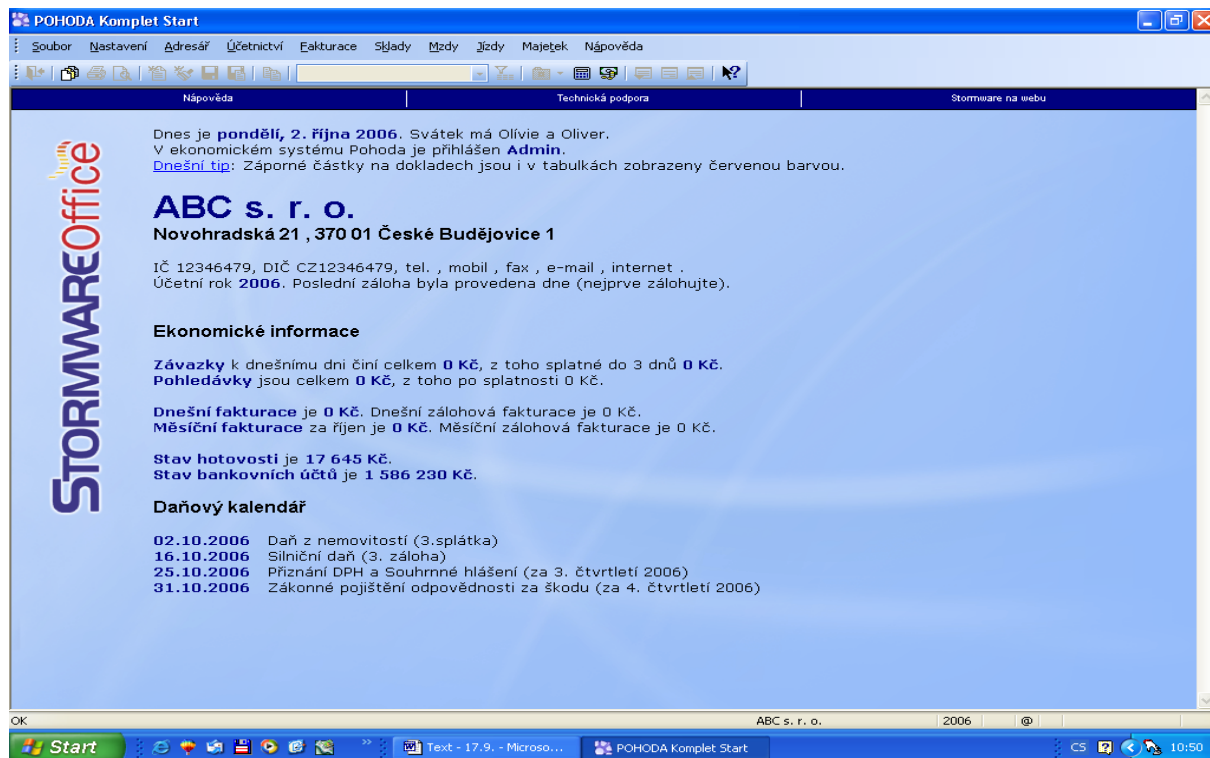 POHODA Komplet Start
Soubor Nastavení Adresář Účetnictví Fakturace Sklady Mzdy Jízdy Majetek Nápověda
Nápověda Technická podpora Stormware na webu
STORMWAREOffice
Dnes je pondělí, 2. října 2006. Svátek má Olívie a Oliver.
V ekonomickém systému Pohoda je přihlášen Admin.
Dnešní tip: Záporné částky na dokladech jsou i v tabulkách zobrazeny červenou barvou.
ABC s. r. o.
Novohradská 21 , 370 01 České Budějovice 1
IČ 12346479, DIČ CZ12346479, tel. , mobil , fax , e-mail , internet .
Účetní rok 2006. Poslední záloha byla provedena dne (nejprve zálohujte).
Ekonomické informace
Závazky k dnešnímu dni činí celkem 0 Kč, z toho splatné do 3 dnů 0 Kč.
Pohledávky jsou celkem 0 Kč, z toho po splatnosti 0 Kč.
Dnešní fakturace je 0 Kč. Dnešní zálohová fakturace je 0 Kč.
Měsíční fakturace za říjen je 0 Kč. Měsíční zálohová fakturace je 0 Kč.
Stav hotovosti je 17 645 Kč.
Stav bankovních účtů je 1 586 230 Kč.
Daňový kalendář
02.10.2006 Daň z nemovitostí (3.splátka)
16.10.2006 Silniční daň (3. záloha)
25.10.2006 Přiznání DPH a Souhrnné hlášení (za 3. čtvrtletí 2006)
31.10.2006 Zákonné pojištění odpovědnosti za škodu (za 4. čtvrtletí 2006)
OK ABC s. r. o. 2006 @
Start Text - 17.9. - Microso... POHODA Komplet Start CS 10:50